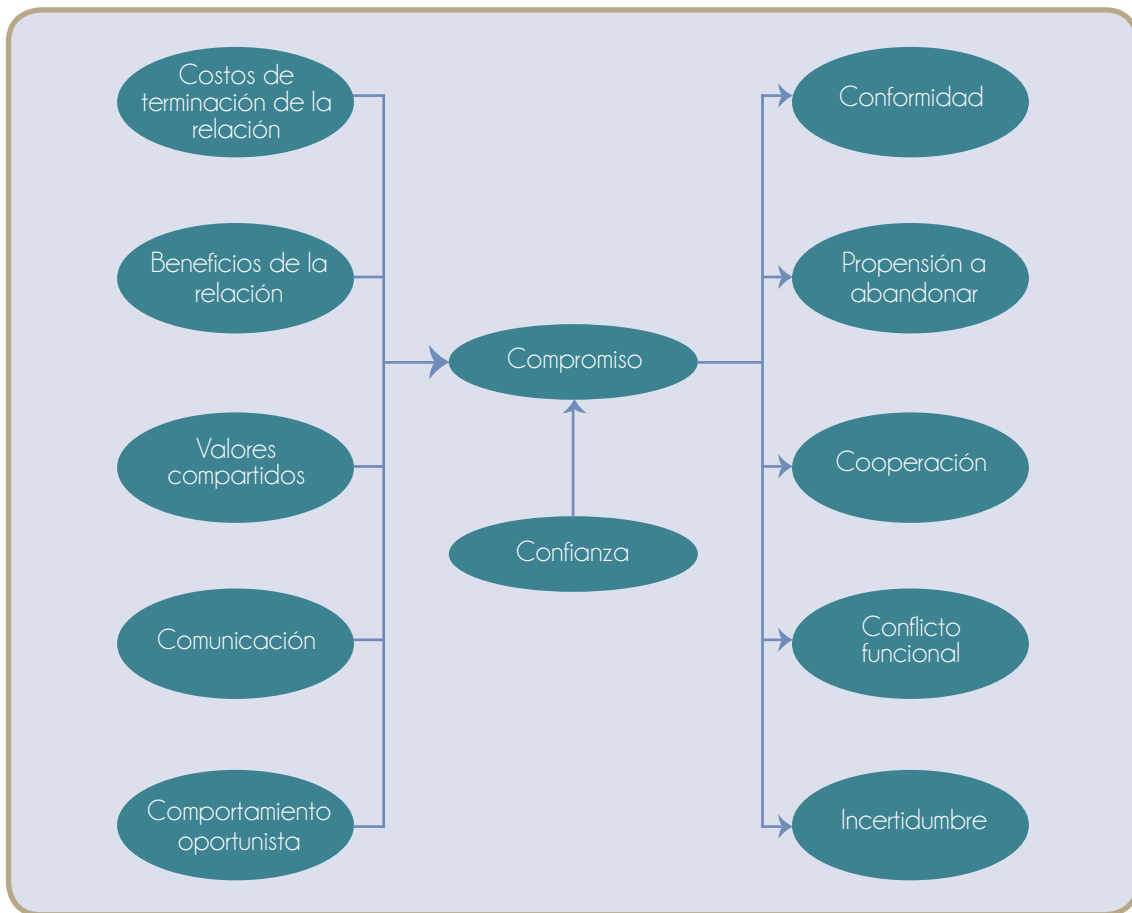 Costos de
terminación de la
relación
Beneficios de la
relación
Valores
compartidos
Comunicación
Comportamiento
oportunista
Compromiso
Confianza
Conformidad
Propensión a
abandonar
Cooperación
Conflicto
funcional
Incertidumbre